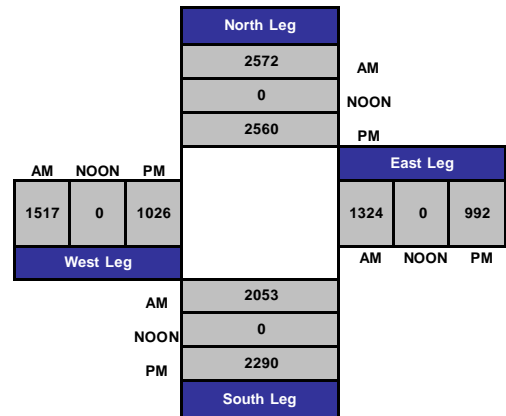 North Leg
2572
AM
0
NOON
2560
PM
AM NOON PM
East Leg
1517 0 1026
1324 0 992
West Leg
AM NOON PM
AM
2053
NOON
0
PM
2290
South Leg